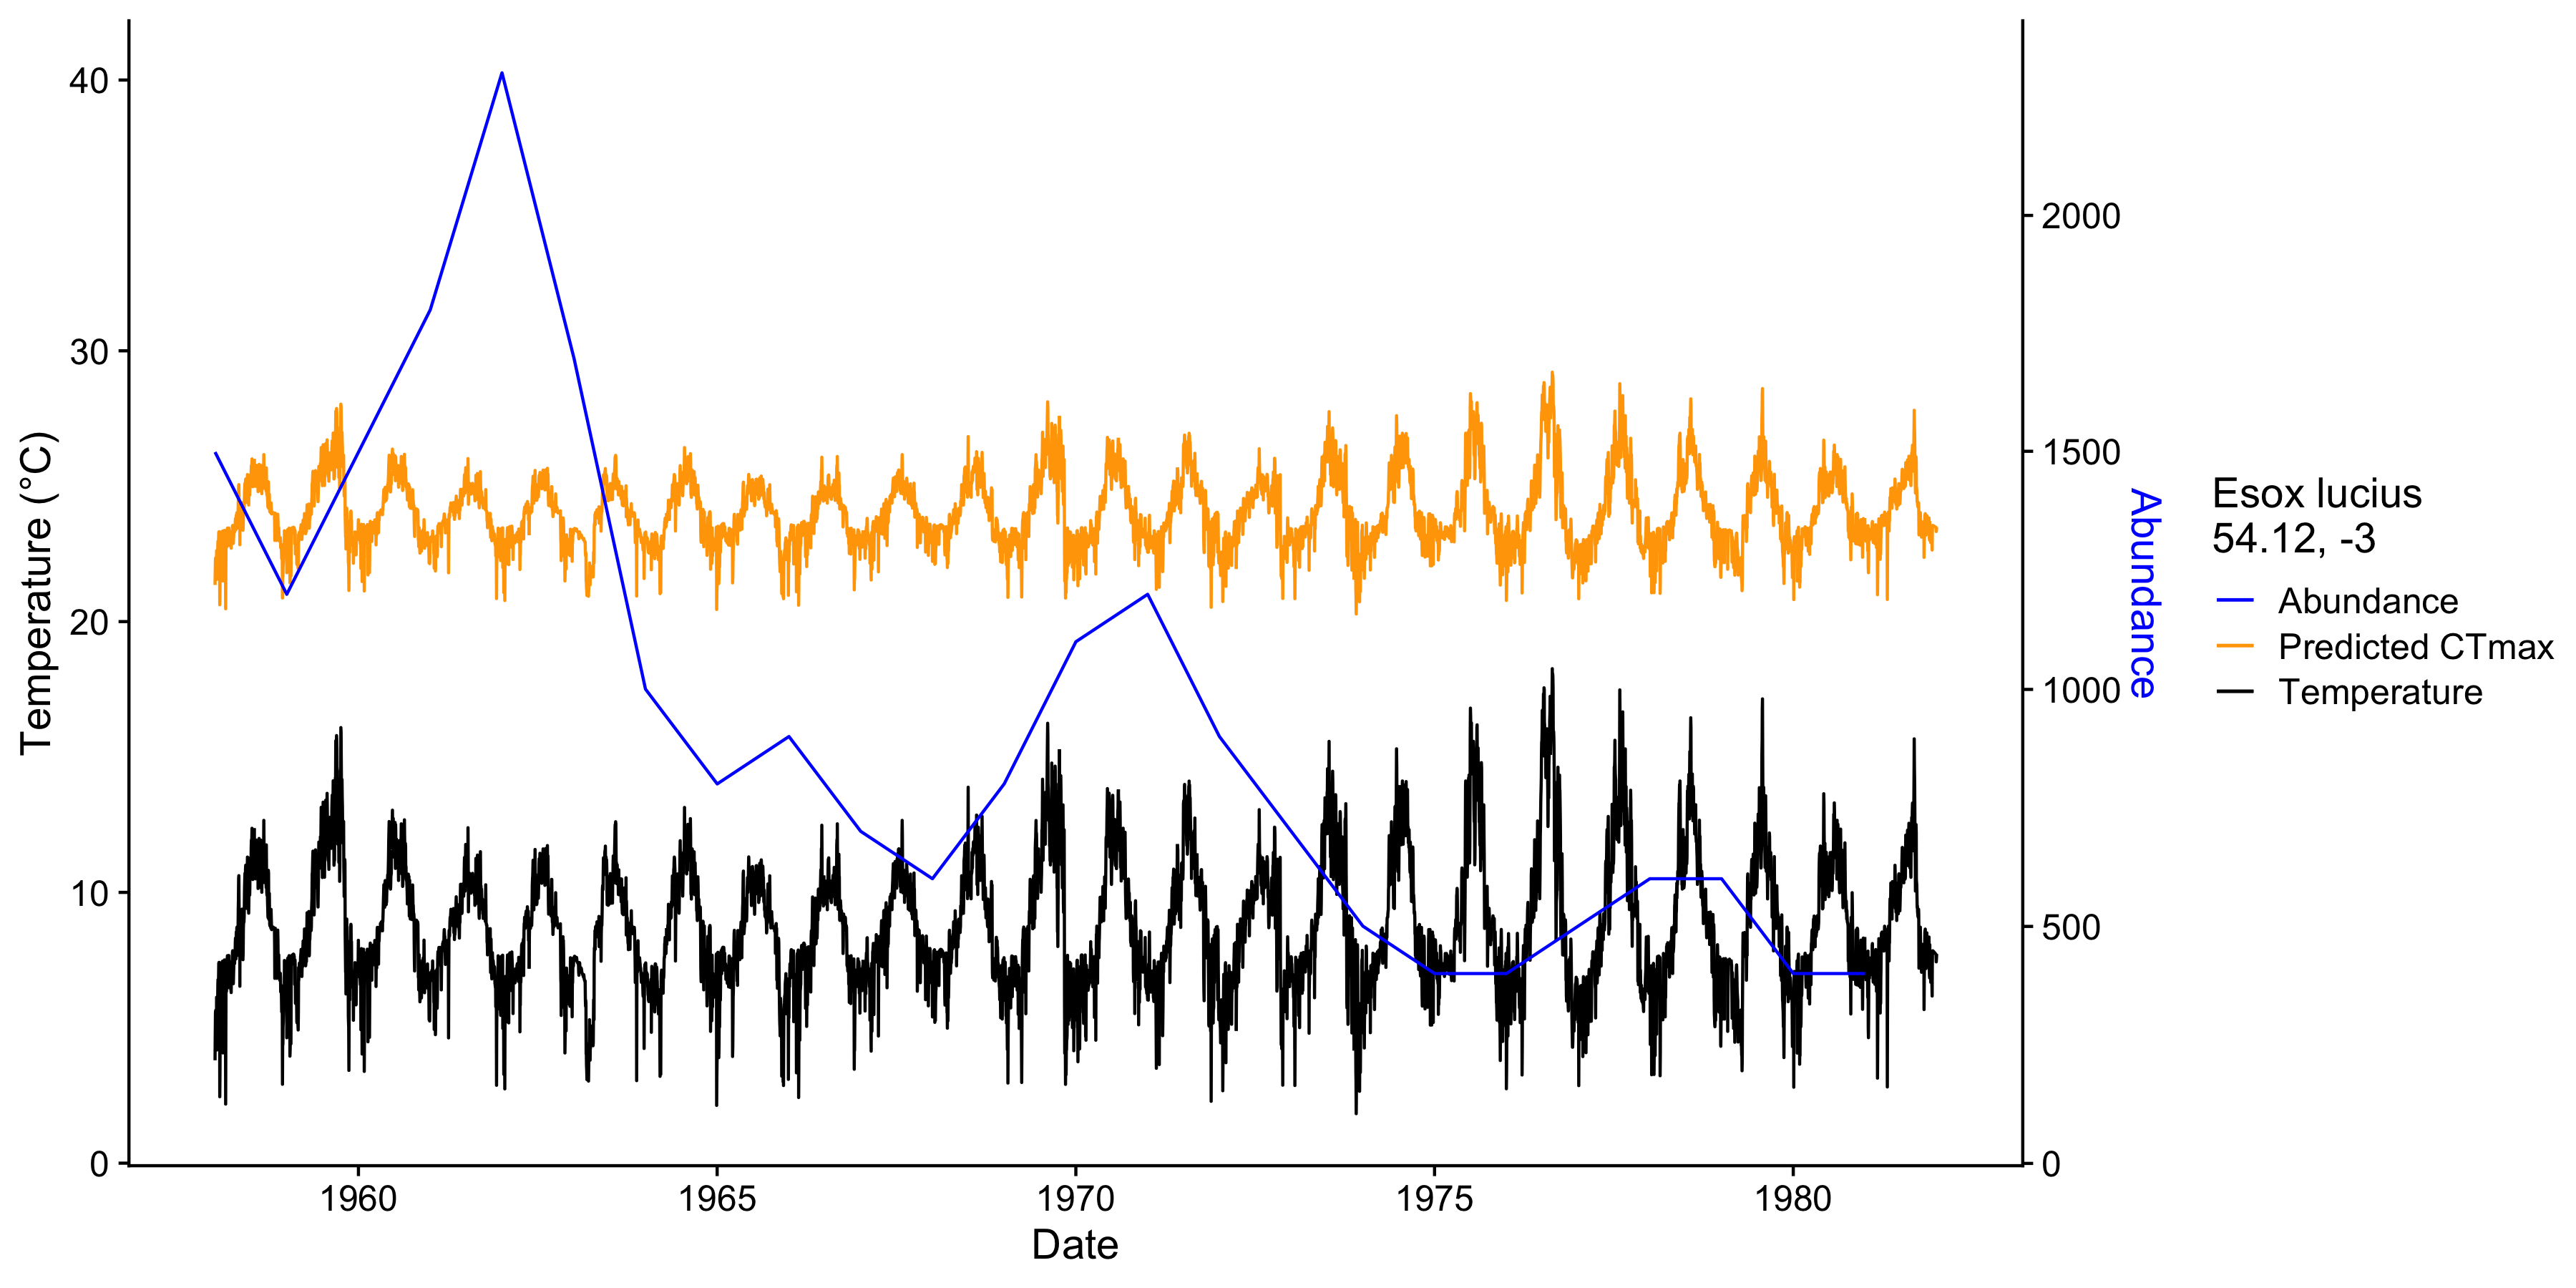 40
30
20
10
0
Temperature (°C)
1960
1965
1970
1975
1980
Date
2000
1500
1000
500
0
Abundance
Esox lucius
54.12, -3
Abundance
Predicted CTmax
Temperature